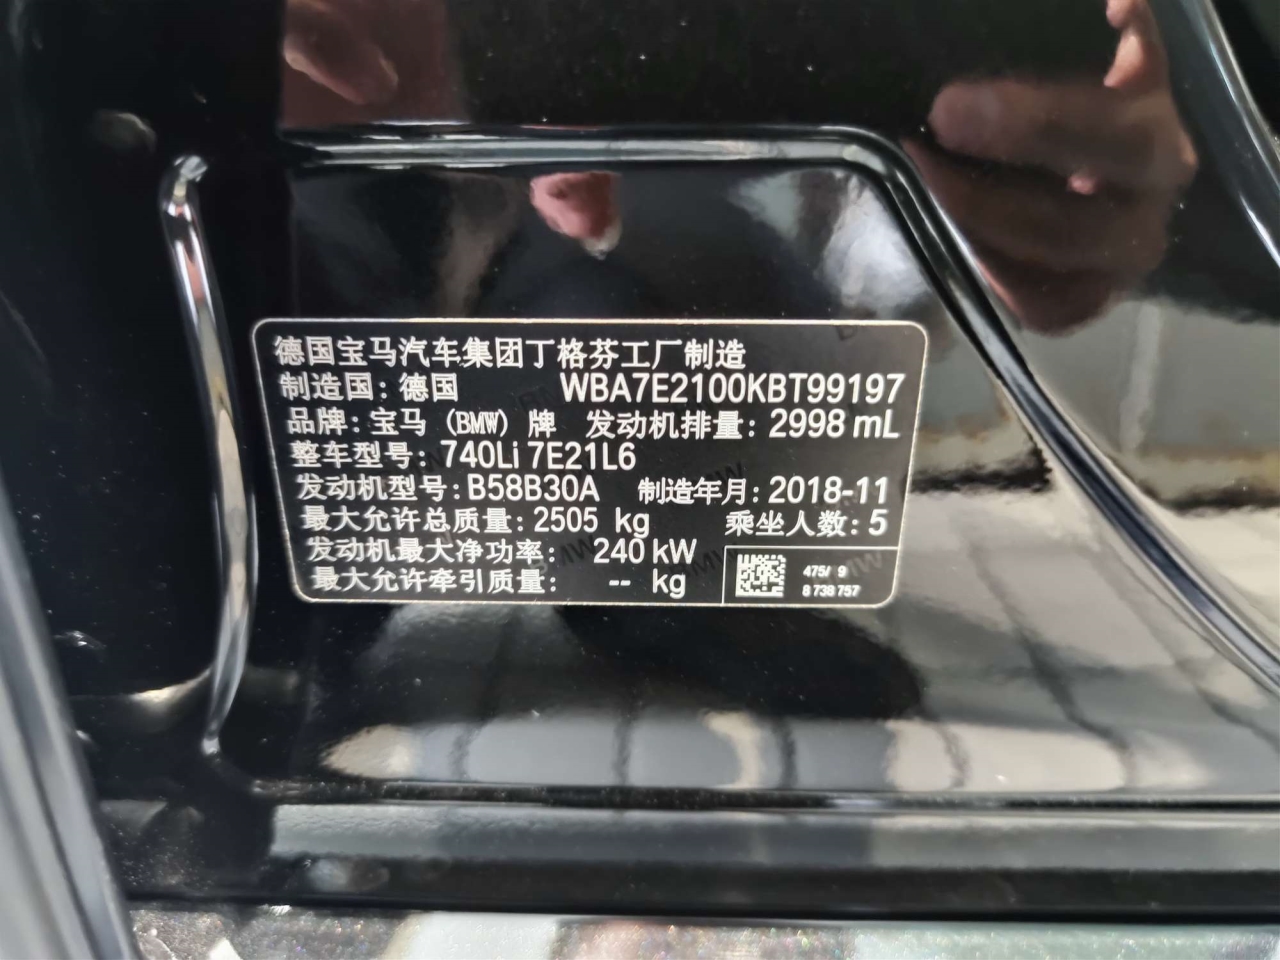 德国宝马汽车集团丁格芬工厂制造
制造国: 德国 WBA7E2100KBT99197
品牌: 宝马 (BMW) 牌 发动机排量: 2998 mL
整车型号: 740Li 7E21L6
发动机型号: B58B30A 制造年月: 2018-11
最大允许总质量: 2505 kg 乘坐人数: 5
发动机最大净功率: 240 kW
最大允许牵引质量: -- kg
475/ 9
8 738 757